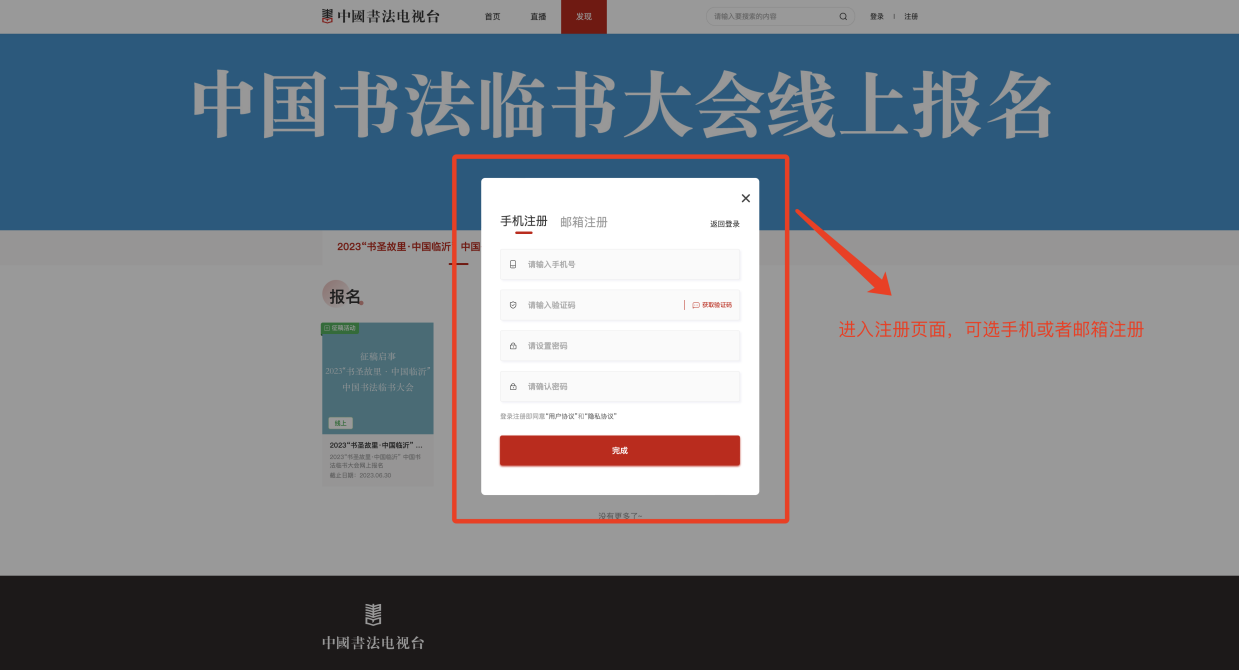 中國書法电视台
首页
直播
发现
请输入要搜索的内容
登录
注册
中国书法临书大会线上报名
2023“书圣故里·中国临沂” 中国
手机注册
邮箱注册
返回登录
请输入手机号
请输入验证码
获取验证码
请设置密码
请确认密码
登录注册即同意“用户协议”和“隐私协议”
完成
报名
征稿活动
征稿启事
2023“书圣故里·中国临沂”
中国书法临书大会
线上
2023“书圣故里·中国临沂” ...
2023“书圣故里·中国临沂” 中国书
法临书大会线上报名
截止日期：2023.06.30
进入注册页面，可选手机或者邮箱注册
没有更多了~
中國書法电视台